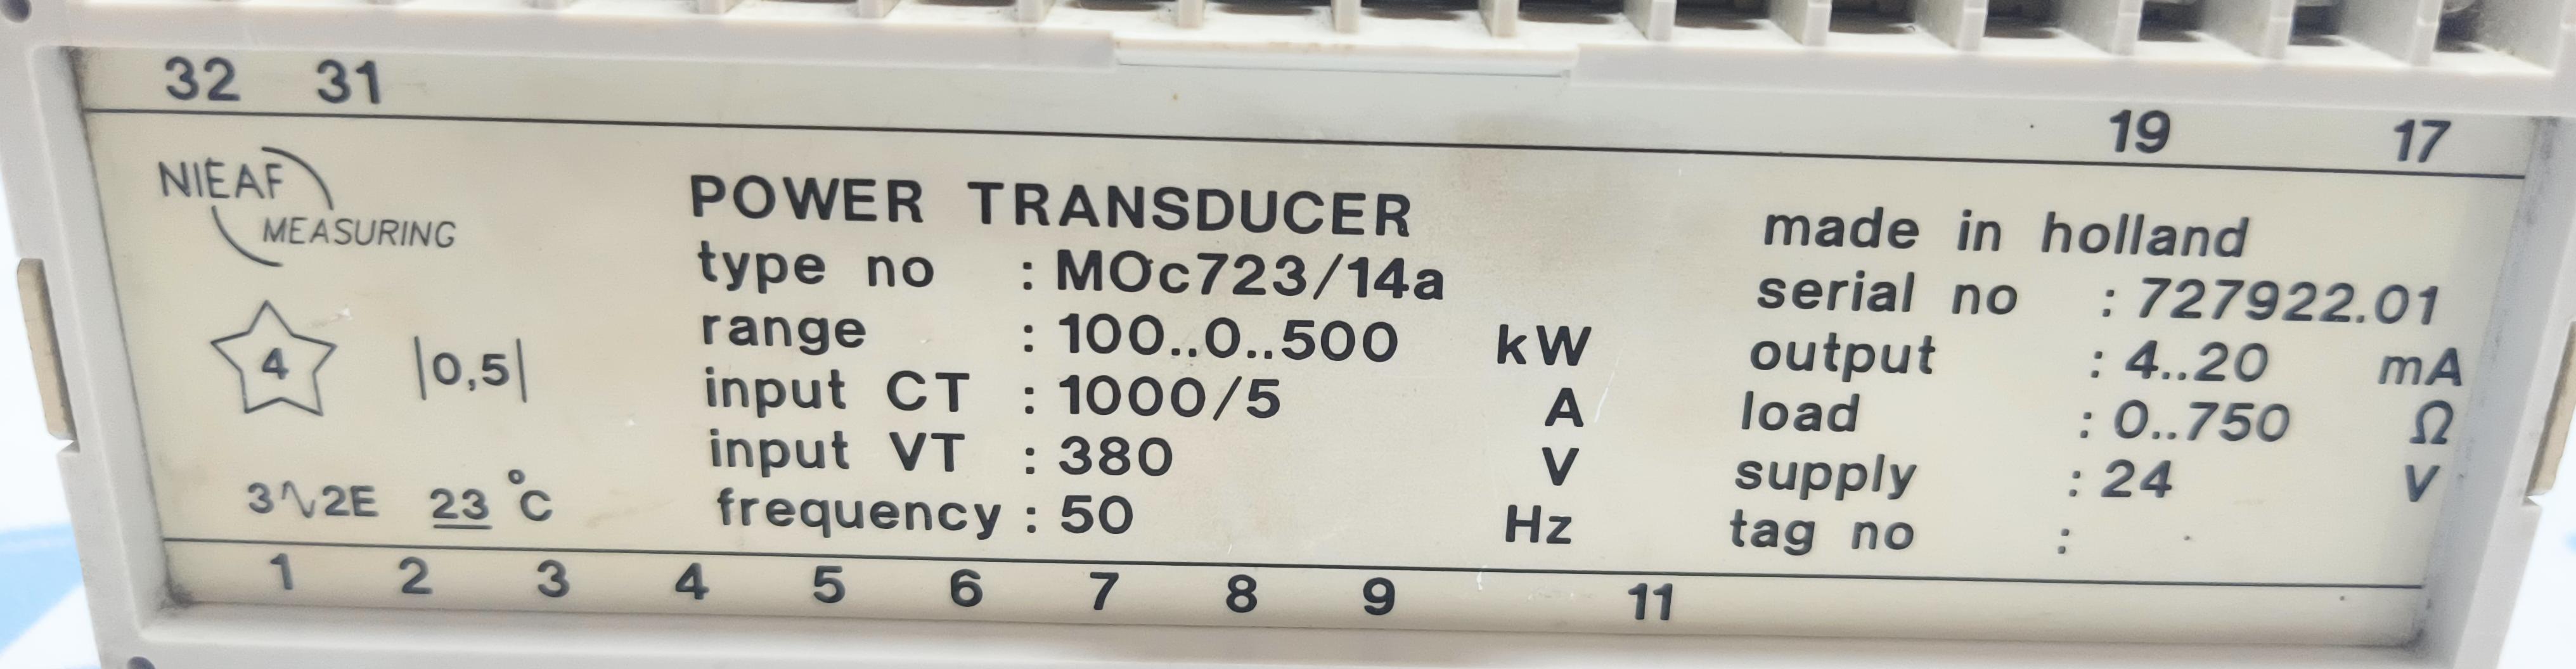 32 31
19 17
NIEAF
MEASURING
4 |0,5|
3∿2E 23 °C
POWER TRANSDUCER
type no : MOc723/14a
range : 100..0..500 kW
input CT : 1000/5 A
input VT : 380 V
frequency : 50 Hz
made in holland
serial no : 727922.01
output : 4..20 mA
load : 0..750 Ω
supply : 24 V
tag no :
1 2 3 4 5 6 7 8 9 11